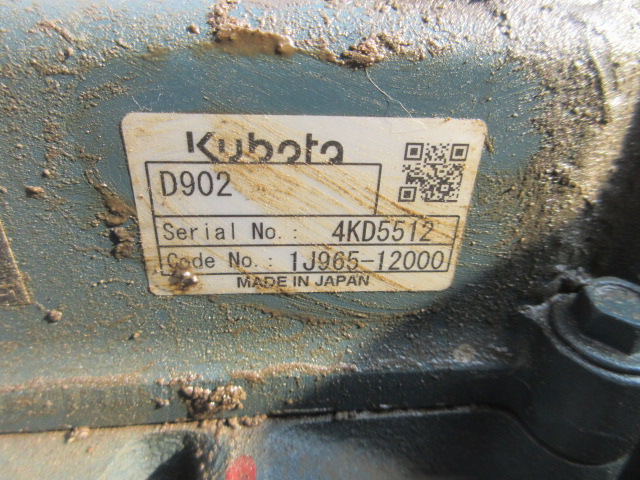 Kubota
D902
Serial No.: 4KD5512
Code No.: 1J965-12000
MADE IN JAPAN